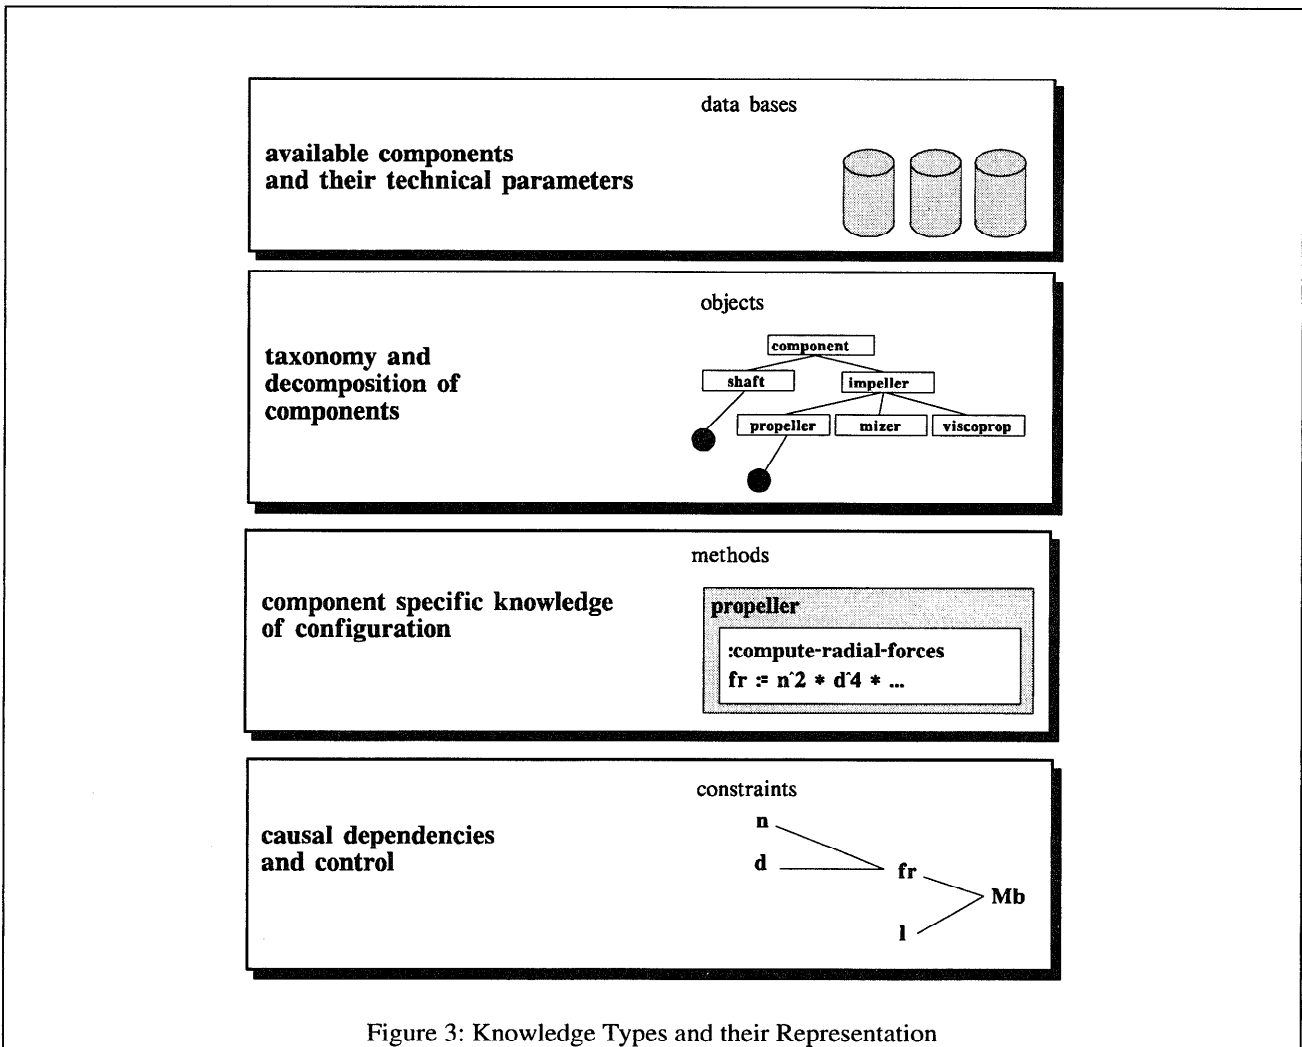 data bases
available components
and their technical parameters
objects
taxonomy and
decomposition of
components
component
shaft
impeller
propeller
mizer
viscoprop
methods
component specific knowledge
of configuration
propeller
:compute-radial-forces
fr := n^2 * d^4 * ...
constraints
causal dependencies
and control
n
d
fr
Mb
l
Figure 3: Knowledge Types and their Representation